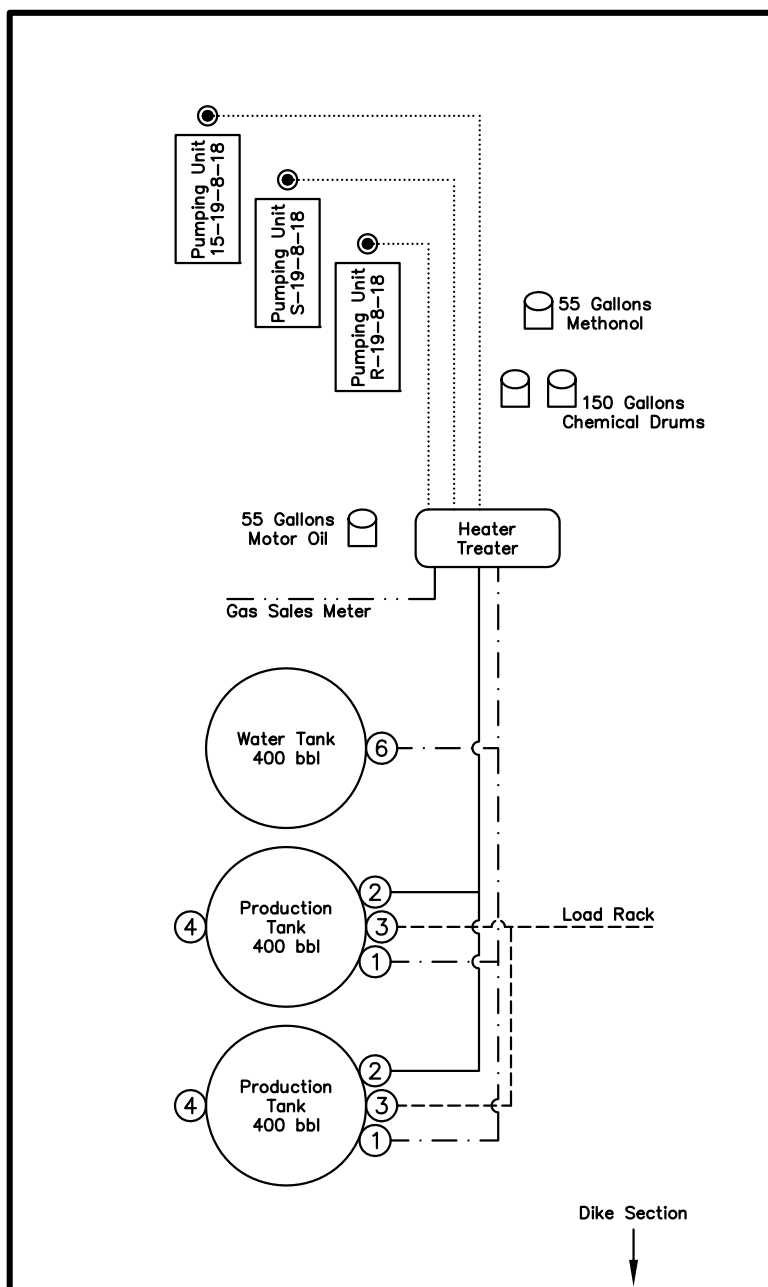 Pumping Unit
15-19-8-18
Pumping Unit
S-19-8-18
Pumping Unit
R-19-8-18
55 Gallons
Methonol
150 Gallons
Chemical Drums
55 Gallons
Motor Oil
Heater
Treater
Gas Sales Meter
Water Tank
400 bbl
6
Production
Tank
400 bbl
4
2
3
1
Load Rack
Production
Tank
400 bbl
4
2
3
1
Dike Section